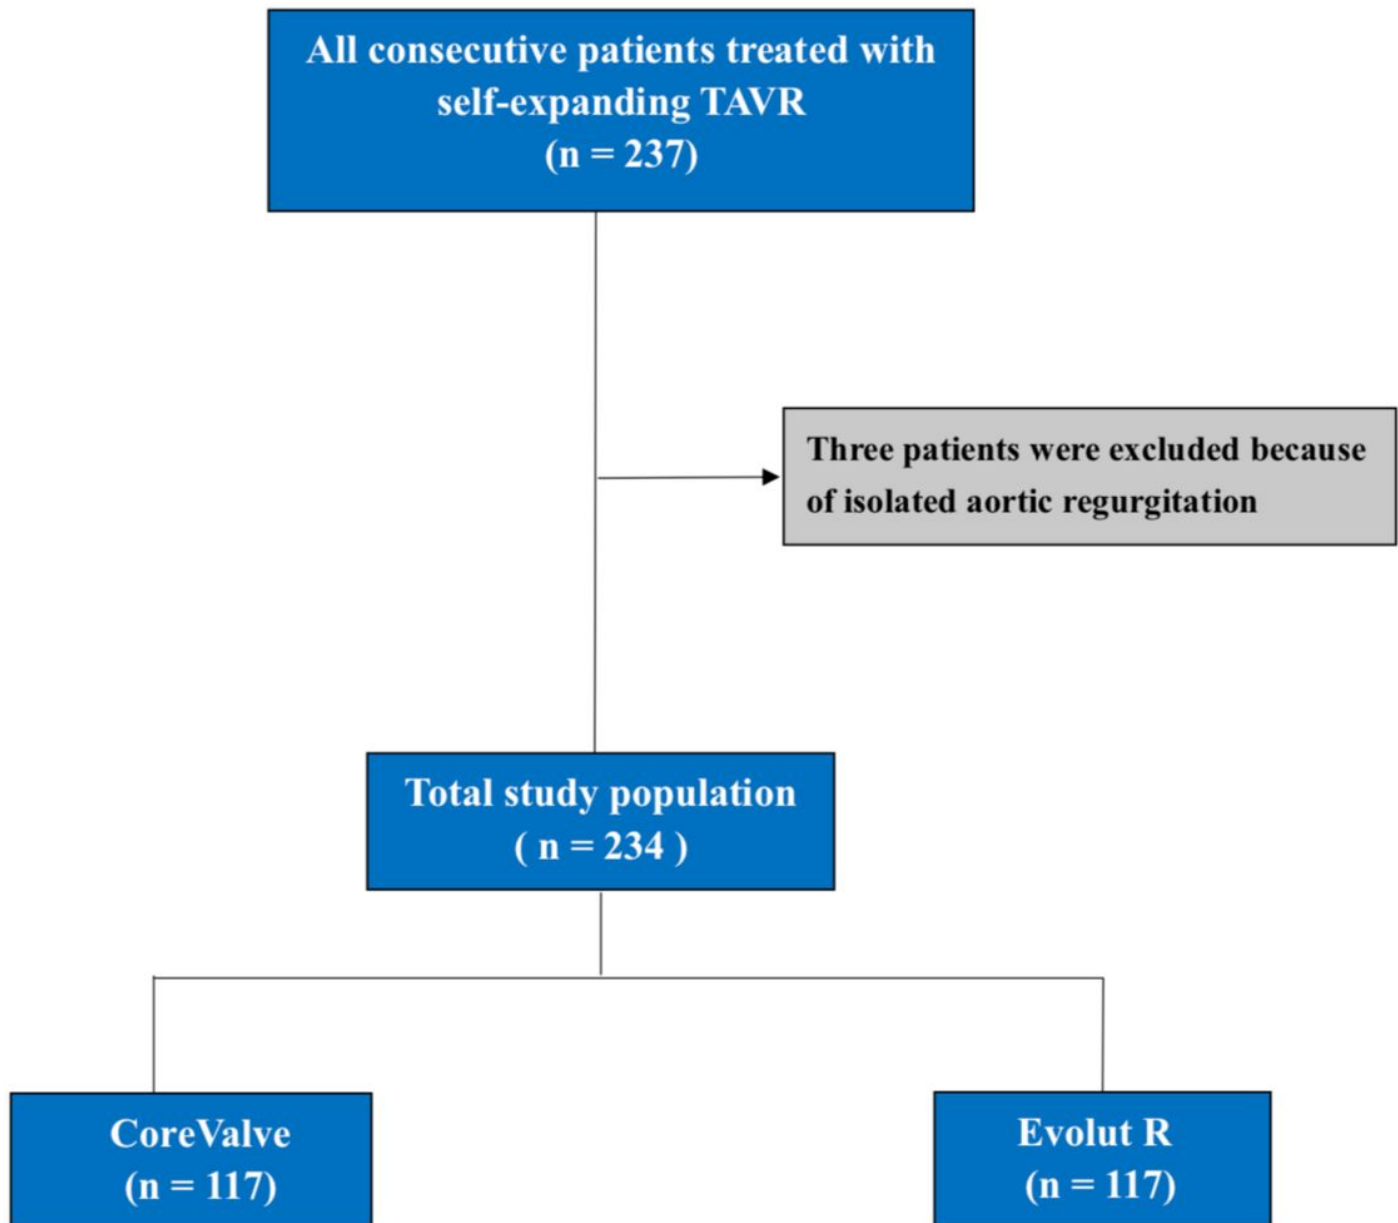 All consecutive patients treated with
self-expanding TAVR
(n = 237)
Three patients were excluded because
of isolated aortic regurgitation
Total study population
( n = 234 )
CoreValve
(n = 117)
Evolut R
(n = 117)